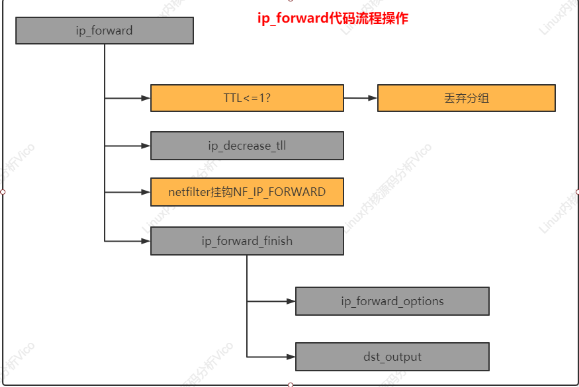 ip_forward代码流程操作
ip_forward
TTL<=1?
丢弃分组
ip_decrease_tll
netfilter挂钩NF_IP_FORWARD
ip_forward_finish
ip_forward_options
dst_output
Linux内核源码分析Vico